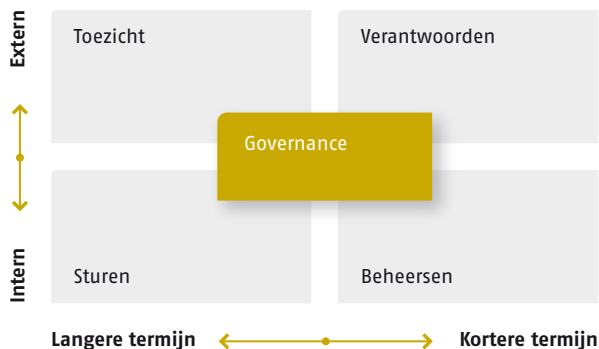 Extern
Toezicht
Verantwoorden
Governance
Intern
Sturen
Beheersen
Langere termijn
Kortere termijn